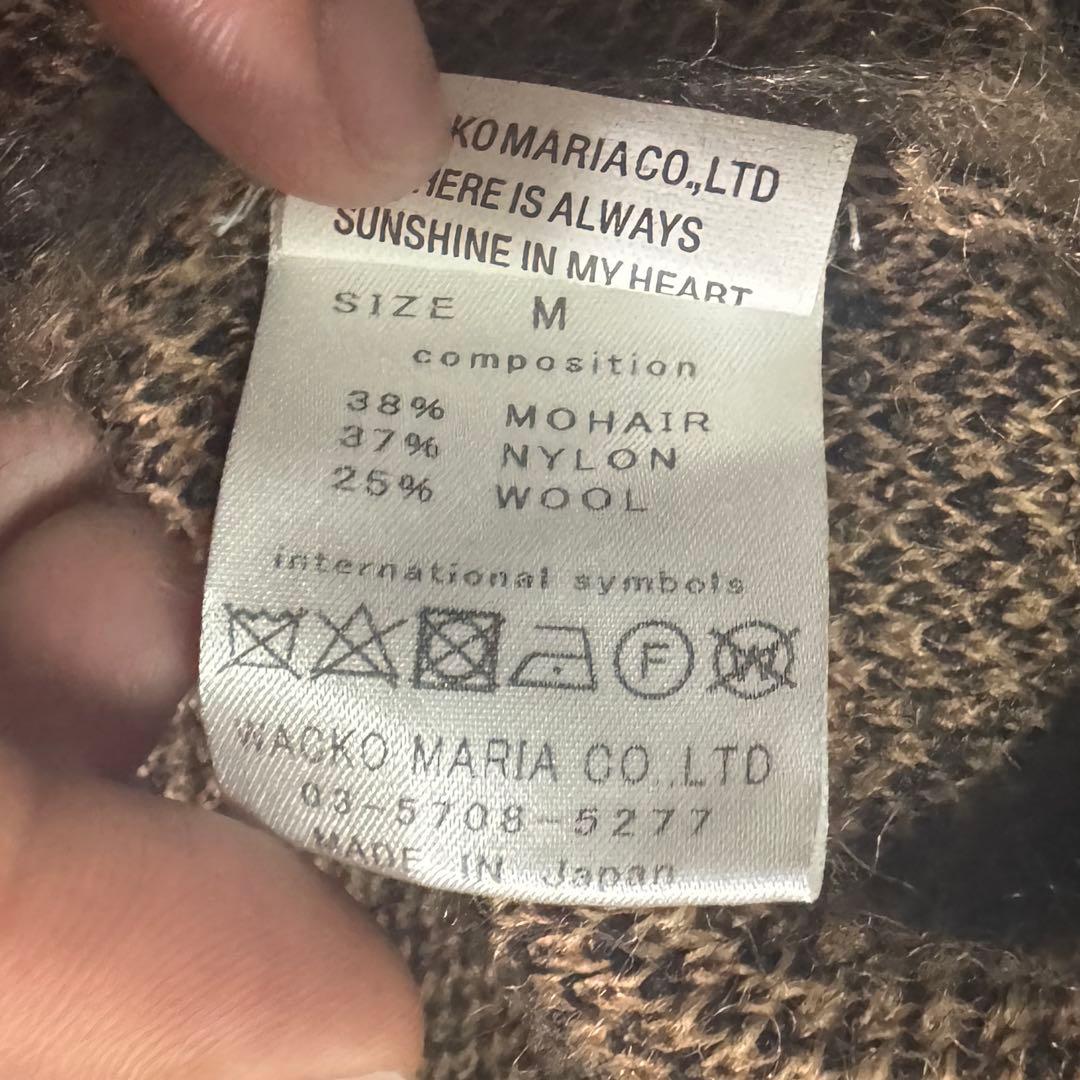 KO MARIA CO.,LTD
HERE IS ALWAYS
SUNSHINE IN MY HEART
SIZE M
composition
38% MOHAIR
37% NYLON
25% WOOL
international symbols
F W
WACKO MARIA CO.,LTD
03-5708-5277
MADE IN Japan